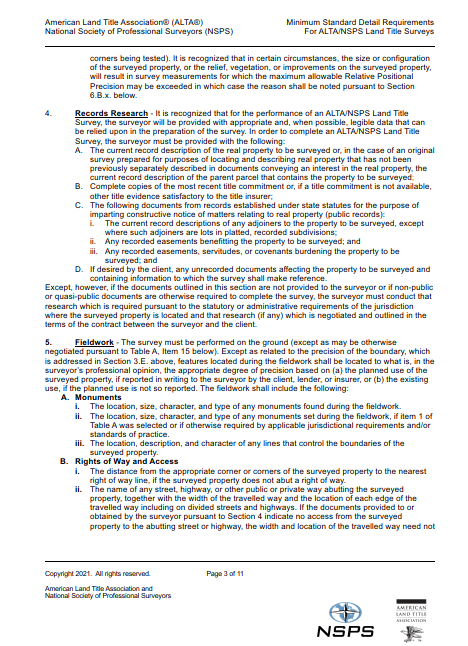 American Land Title Association® (ALTA®)
National Society of Professional Surveyors (NSPS)
Minimum Standard Detail Requirements
For ALTA/NSPS Land Title Surveys
corners being tested). It is recognized that in certain circumstances, the size or configuration
of the surveyed property, or the relief, vegetation, or improvements on the surveyed property,
will result in survey measurements for which the maximum allowable Relative Positional
Precision may be exceeded in which case the reason shall be noted pursuant to Section
6.B.x. below.
4. Records Research - It is recognized that for the performance of an ALTA/NSPS Land Title
Survey, the surveyor will be provided with appropriate and, when possible, legible data that
can be relied upon in the preparation of the survey. In order to complete an ALTA/NSPS Land
Title Survey, the surveyor must be provided with the following:
A. The current record description of the real property to be surveyed or, in the case of an original
survey prepared for purposes of locating and describing real property that has not been
previously separately described in documents conveying an interest in the real property, the
current record description of the parent parcel that contains the property to be surveyed;
B. Complete copies of the most recent title commitment or, if a title commitment is not available,
other title evidence satisfactory to the title insurer;
C. The following documents from records established under state statutes for the purpose of
imparting constructive notice of matters relating to real property (public records):
i. The current record descriptions of any adjoiners to the property to be surveyed, except
where such adjoiners are lots in platted, recorded subdivisions;
ii. Any recorded easements benefitting the property to be surveyed; and
iii. Any recorded easements, servitudes, or covenants burdening the property to be
surveyed; and
D. If desired by the client, any unrecorded documents affecting the property to be surveyed and
containing information to which the survey shall make reference.
Except, however, if the documents outlined in this section are not provided to the surveyor or if non-public
or quasi-public documents are otherwise required to complete the survey, the surveyor must conduct that
research which is required pursuant to the statutory or administrative requirements of the jurisdiction
where the surveyed property is located and that research (if any) which is negotiated and outlined in the
terms of the contract between the surveyor and the client.
5. Fieldwork - The survey must be performed on the ground (except as may be otherwise
negotiated pursuant to Table A, Item 15 below). Except as related to the precision of the boundary, which
is addressed in Section 3.E. above, features located during the fieldwork shall be located to what is, in the
surveyor's professional opinion, the appropriate degree of precision based on (a) the planned use of the
surveyed property, if reported in writing to the surveyor by the client, lender, or insurer, or (b) the existing
use, if the planned use is not so reported. The fieldwork shall include the following:
A. Monuments
i. The location, size, character, and type of any monuments found during the fieldwork.
ii. The location, size, character, and type of any monuments set during the fieldwork, if item 1 of
Table A was selected or if otherwise required by applicable jurisdictional requirements and/or
standards of practice.
iii. The location, description, and character of any lines that control the boundaries of the
surveyed property.
B. Rights of Way and Access
i. The distance from the appropriate corner or corners of the surveyed property to the nearest
right of way line, if the surveyed property does not abut a right of way.
ii. The name of any street, highway, or other public or private way abutting the surveyed
property, together with the width of the travelled way and the location of each edge of the
travelled way including on divided streets and highways. If the documents provided to or
obtained by the surveyor pursuant to Section 4 indicate no access from the surveyed
property to the abutting street or highway, the width and location of the travelled way need not
Copyright 2021. All rights reserved.
Page 3 of 11
American Land Title Association and
National Society of Professional Surveyors
NSPS
AMERICAN
LAND TITLE
ASSOCIATION